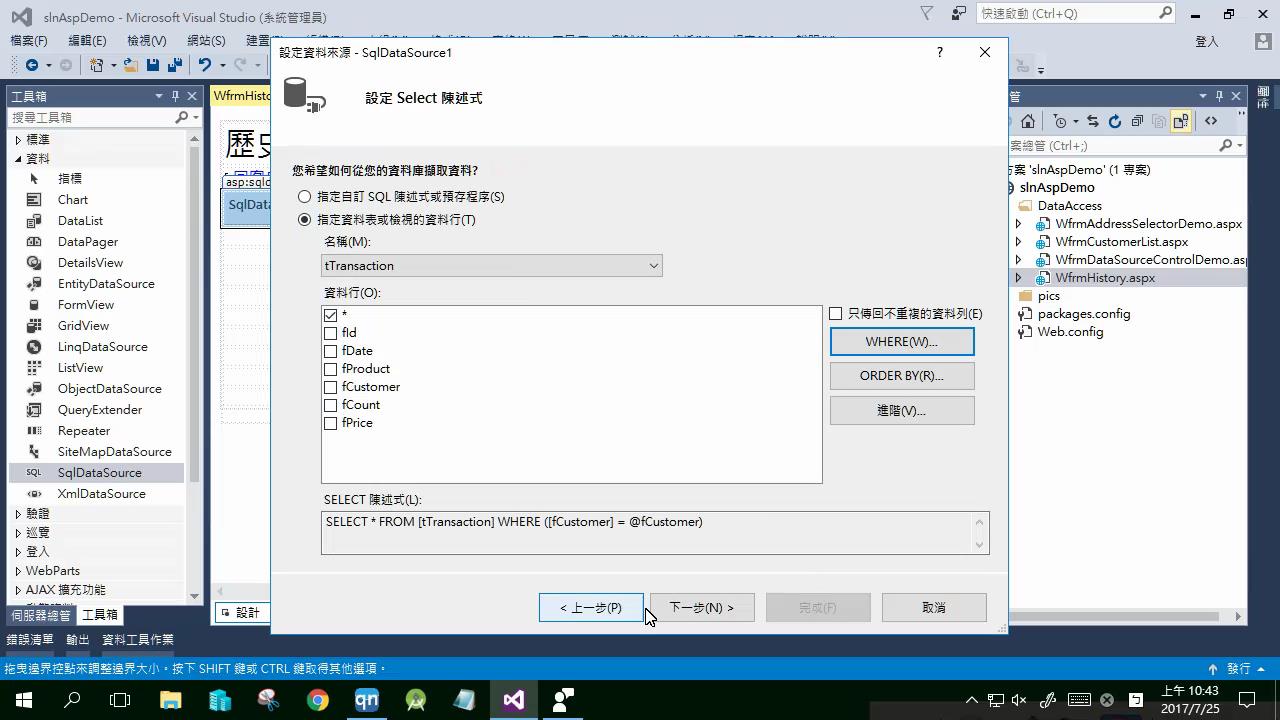 slnAspDemo - Microsoft Visual Studio (系統管理員)
快速啟動 (Ctrl+Q)
檔案(F) 編輯(E) 檢視(V) 網站(S)
登入
設定資料來源 - SqlDataSource1
?
設定 Select 陳述式
您希望如何從您的資料庫擷取資料?
指定自訂 SQL 陳述式或預存程序(S)
指定資料表或檢視的資料行(T)
名稱(M):
tTransaction
資料行(O):
*
fId
fDate
fProduct
fCustomer
fCount
fPrice
只傳回不重複的資料列(E)
WHERE(W)...
ORDER BY(R)...
進階(V)...
SELECT 陳述式(L):
SELECT * FROM [tTransaction] WHERE ([fCustomer] = @fCustomer)
< 上一步(P)
下一步(N) >
完成(F)
取消
工具箱
搜尋工具箱
標準
資料
指標
Chart
DataList
DataPager
DetailsView
EntityDataSource
FormView
GridView
LinqDataSource
ListView
ObjectDataSource
QueryExtender
Repeater
SiteMapDataSource
SQL SqlDataSource
XmlDataSource
驗證
巡覽
登入
WebParts
AJAX 擴充功能
伺服器總管 工具箱
WfrmHisto
歷史
asp:sqld
SqlData
設計
案總管 (Ctrl+;)
方案 'slnAspDemo' (1 專案)
slnAspDemo
DataAccess
WfrmAddressSelectorDemo.aspx
WfrmCustomerList.aspx
WfrmDataSourceControlDemo.asp
WfrmHistory.aspx
pics
packages.config
Web.config
錯誤清單 輸出 資料工具作業
拖曳邊界控點來調整邊界大小。按下 SHIFT 鍵或 CTRL 鍵取得其他選項。
發行
qn
上午 10:43
2017/7/25